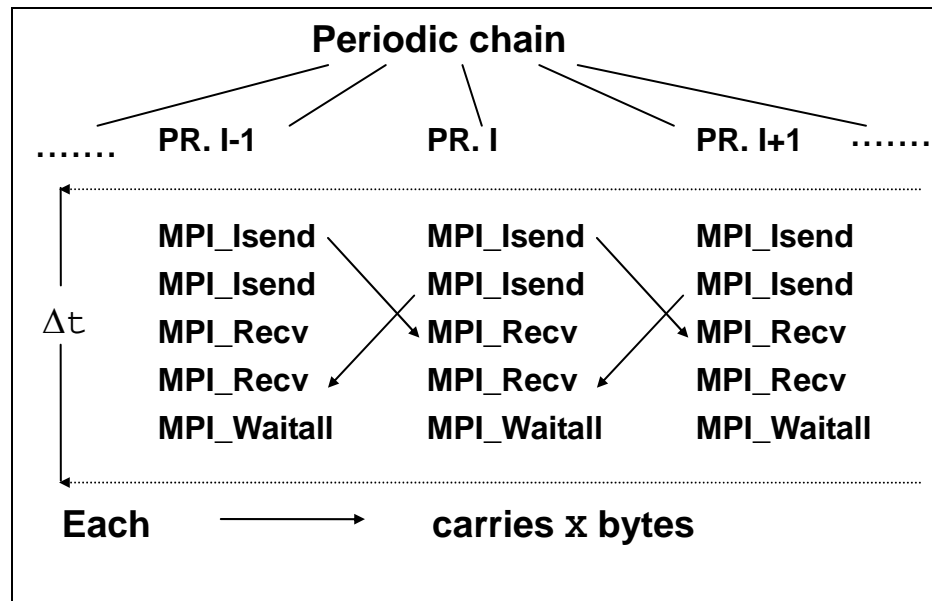 Periodic chain
....... PR. I-1 PR. I PR. I+1 .......
MPI_Isend MPI_Isend MPI_Isend
MPI_Isend MPI_Isend MPI_Isend
Δt
MPI_Recv MPI_Recv MPI_Recv
MPI_Recv MPI_Recv MPI_Recv
MPI_Waitall MPI_Waitall MPI_Waitall
Each carries x bytes